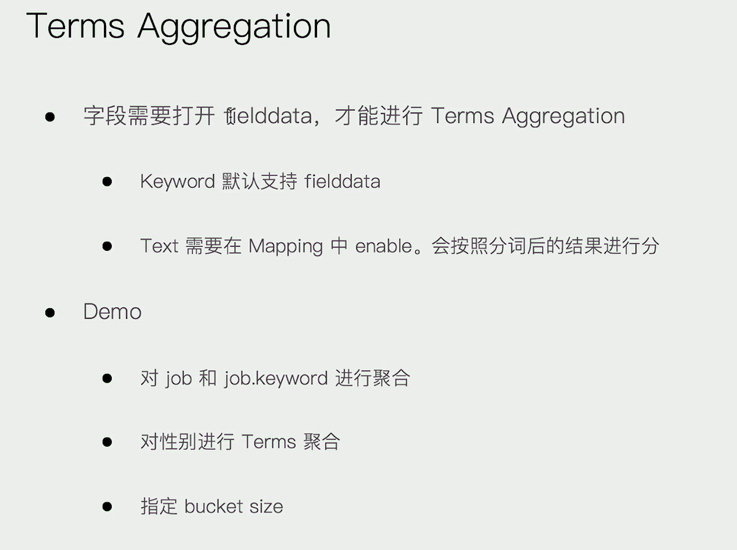 Terms Aggregation
字段需要打开 fielddata，才能进行 Terms Aggregation
Keyword 默认支持 fielddata
Text 需要在 Mapping 中 enable。会按照分词后的结果进行分
Demo
对 job 和 job.keyword 进行聚合
对性别进行 Terms 聚合
指定 bucket size